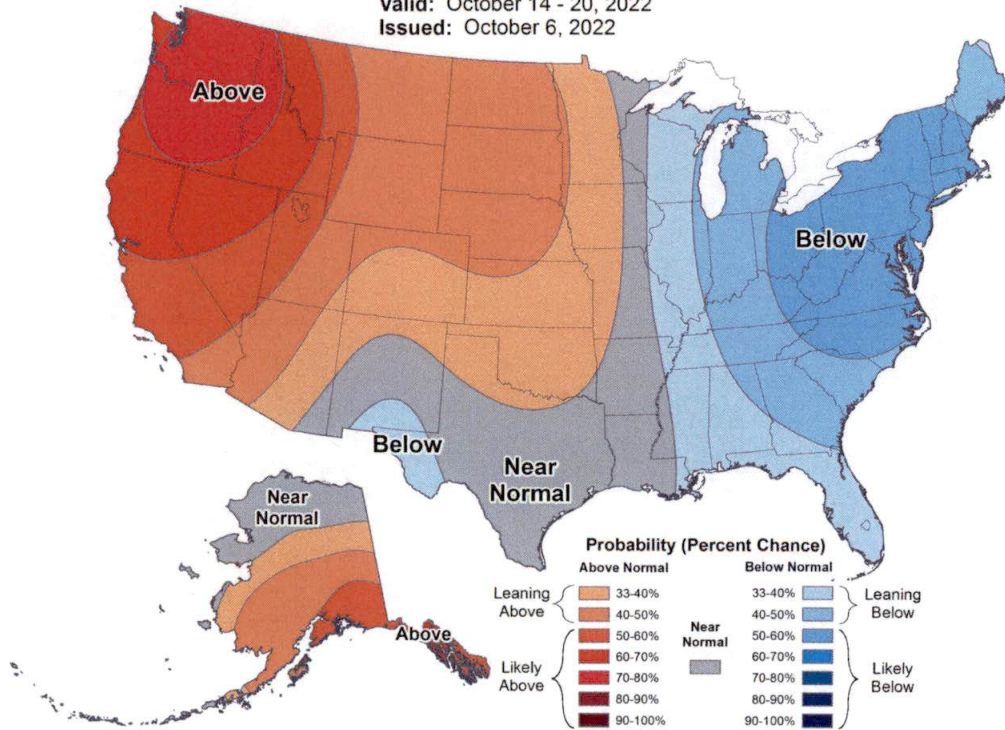 Valid: October 14 - 20, 2022
Issued: October 6, 2022
Above
Below
Below
Near
Normal
Near
Normal
Above
Probability (Percent Chance)
Above Normal
Below Normal
Leaning
Above
33-40%
40-50%
Likely
Above
50-60%
60-70%
70-80%
80-90%
90-100%
Near
Normal
33-40%
40-50%
Leaning
Below
50-60%
60-70%
70-80%
80-90%
90-100%
Likely
Below